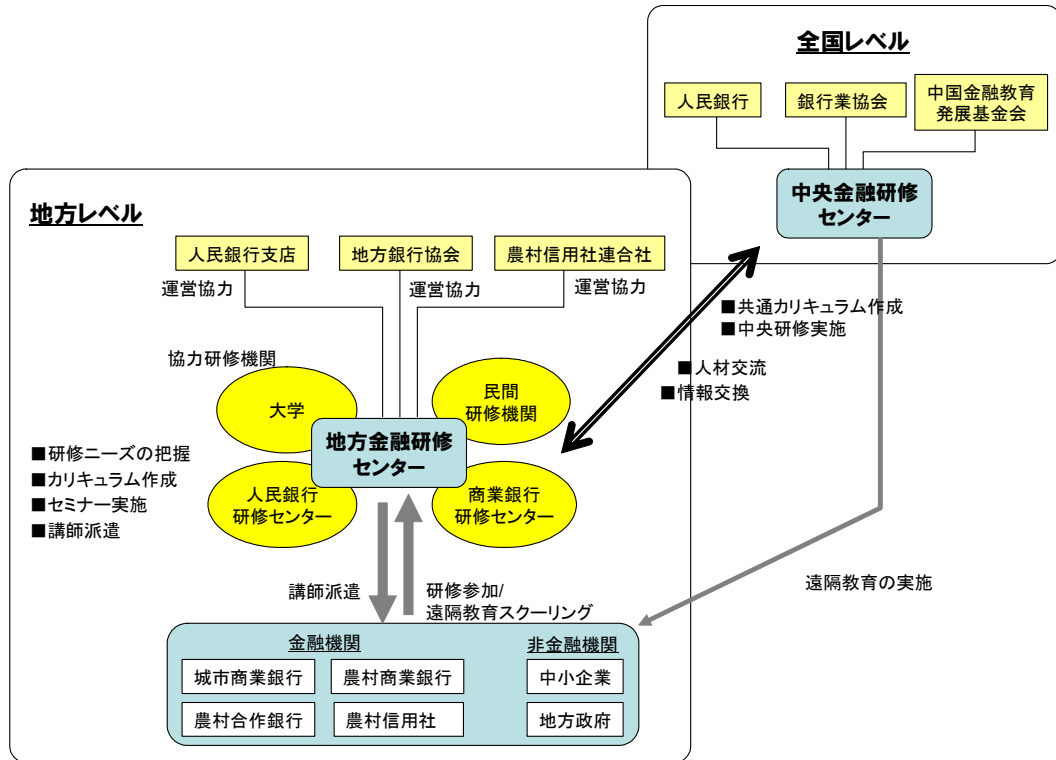 全国レベル
人民銀行
銀行業協会
中国金融教育
発展基金会
中央金融研修
センター
地方レベル
人民銀行支店
地方銀行協会
農村信用社連合社
運営協力
運営協力
運営協力
■共通カリキュラム作成
■中央研修実施
■人材交流
■情報交換
協力研修機関
大学
民間
研修機関
地方金融研修
センター
人民銀行
研修センター
商業銀行
研修センター
■研修ニーズの把握
■カリキュラム作成
■セミナー実施
■講師派遣
講師派遣
研修参加/
遠隔教育スクーリング
遠隔教育の実施
金融機関
非金融機関
城市商業銀行
農村商業銀行
中小企業
農村合作銀行
農村信用社
地方政府